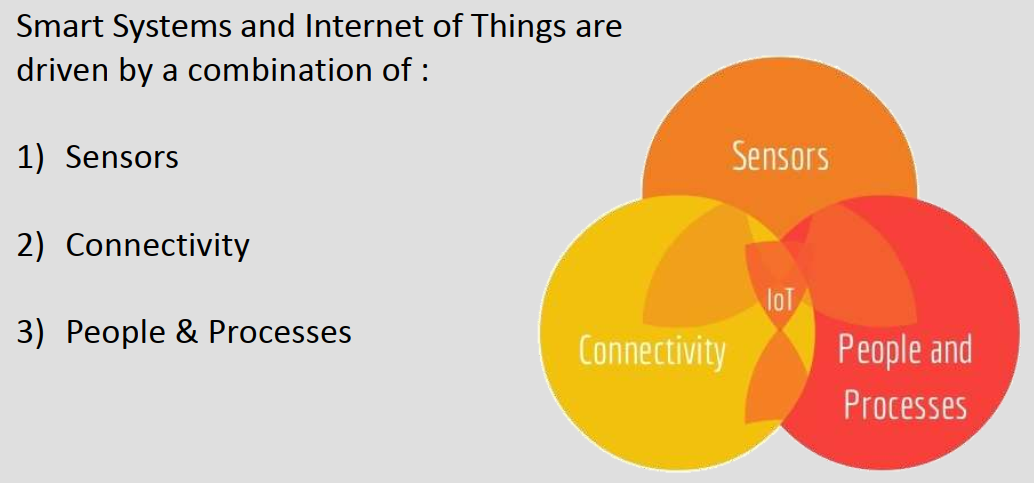 Smart Systems and Internet of Things are
driven by a combination of :
1) Sensors
2) Connectivity
3) People & Processes
Sensors
IoT
Connectivity
People and
Processes